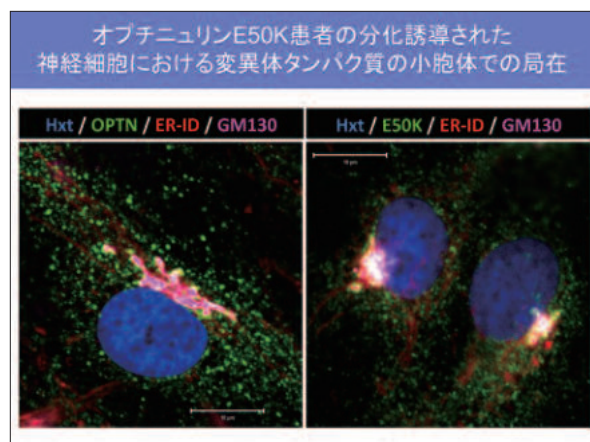 オプチニュリンE50K患者の分化誘導された
神経細胞における変異体タンパク質の小胞体での局在
Hxt / OPTN / ER-ID / GM130
Hxt / E50K / ER-ID / GM130